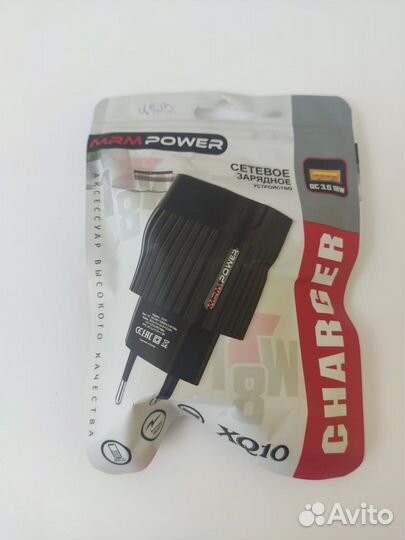 MRM POWER
СЕТЕВОЕ
ЗАРЯДНОЕ
УСТРОЙСТВО
QC 3.0 18W
АКСЕССУАР ВЫСОКОГО КАЧЕСТВА
MRM POWER
CHARGER
18W
XQ10
Avito